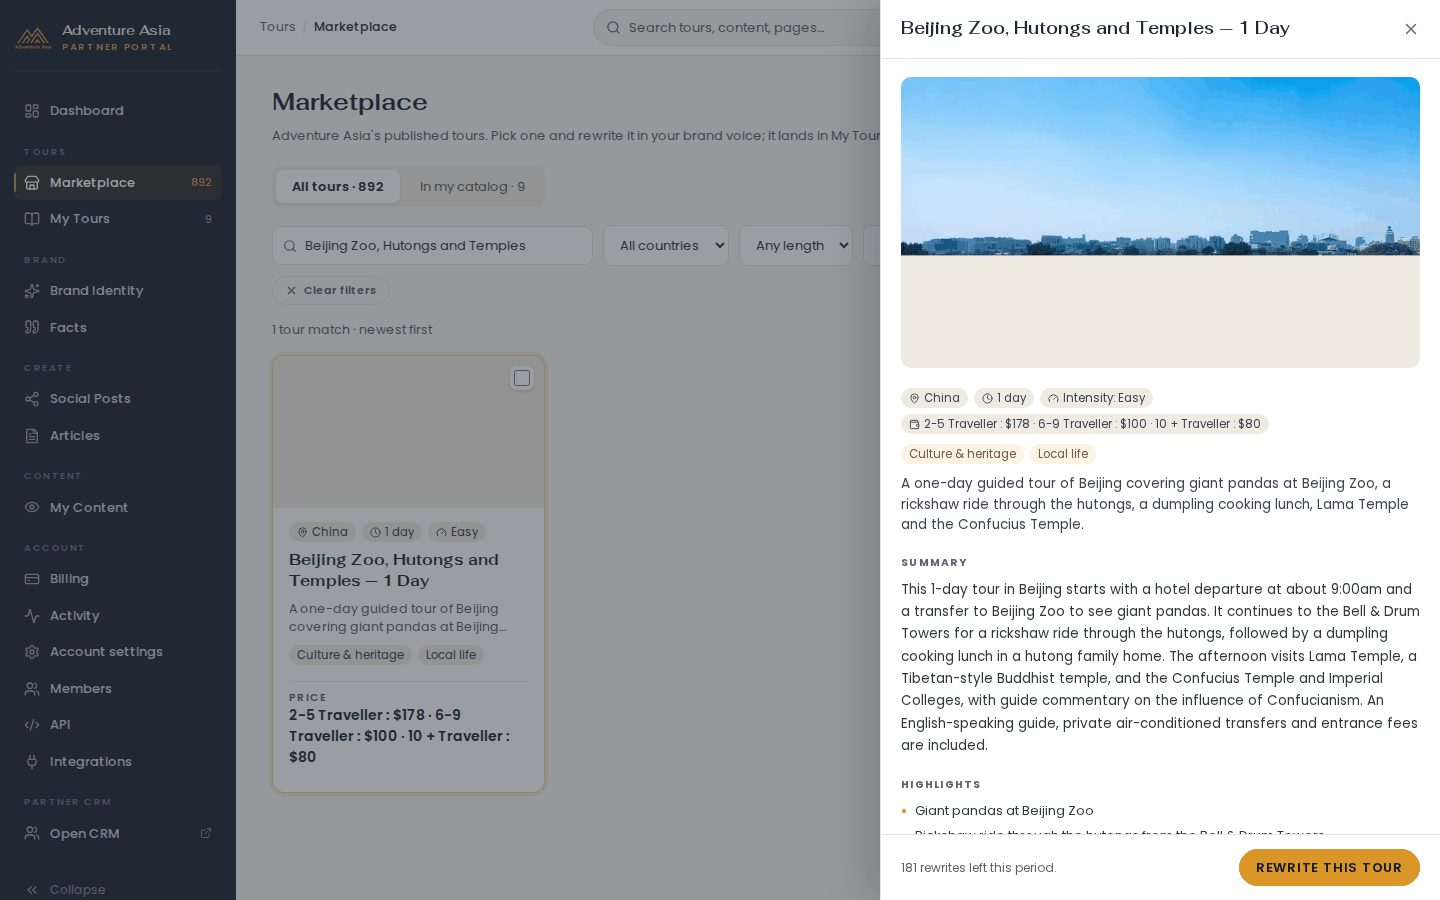 Adventure Asia
PARTNER PORTAL
Dashboard
TOURS
Marketplace 892
My Tours 9
BRAND
Brand Identity
Facts
CREATE
Social Posts
Articles
CONTENT
My Content
ACCOUNT
Billing
Activity
Account settings
Members
API
Integrations
PARTNER CRM
Open CRM
Collapse
Tours / Marketplace
Search tours, content, pages...
Marketplace
Adventure Asia's published tours. Pick one and rewrite it in your brand voice; it lands in My
All tours · 892
In my catalog · 9
Beijing Zoo, Hutongs and Temples
All countries
Any length
Clear filters
1 tour match · newest first
China
1 day
Easy
Beijing Zoo, Hutongs and
Temples — 1 Day
A one-day guided tour of Beijing
covering giant pandas at Beijing...
Culture & heritage
Local life
PRICE
2-5 Traveller : $178 · 6-9
Traveller : $100 · 10 + Traveller :
$80
Beijing Zoo, Hutongs and Temples — 1 Day
China
1 day
Intensity: Easy
2-5 Traveller : $178 · 6-9 Traveller : $100 · 10 + Traveller : $80
Culture & heritage
Local life
A one-day guided tour of Beijing covering giant pandas at Beijing Zoo, a
rickshaw ride through the hutongs, a dumpling cooking lunch, Lama Temple
and the Confucius Temple.
SUMMARY
This 1-day tour in Beijing starts with a hotel departure at about 9:00am and
a transfer to Beijing Zoo to see giant pandas. It continues to the Bell & Drum
Towers for a rickshaw ride through the hutongs, followed by a dumpling
cooking lunch in a hutong family home. The afternoon visits Lama Temple, a
Tibetan-style Buddhist temple, and the Confucius Temple and Imperial
Colleges, with guide commentary on the influence of Confucianism. An
English-speaking guide, private air-conditioned transfers and entrance fees
are included.
HIGHLIGHTS
Giant pandas at Beijing Zoo
Rickshaw ride through the hutongs from the Bell & Drum Towers
181 rewrites left this period.
REWRITE THIS TOUR